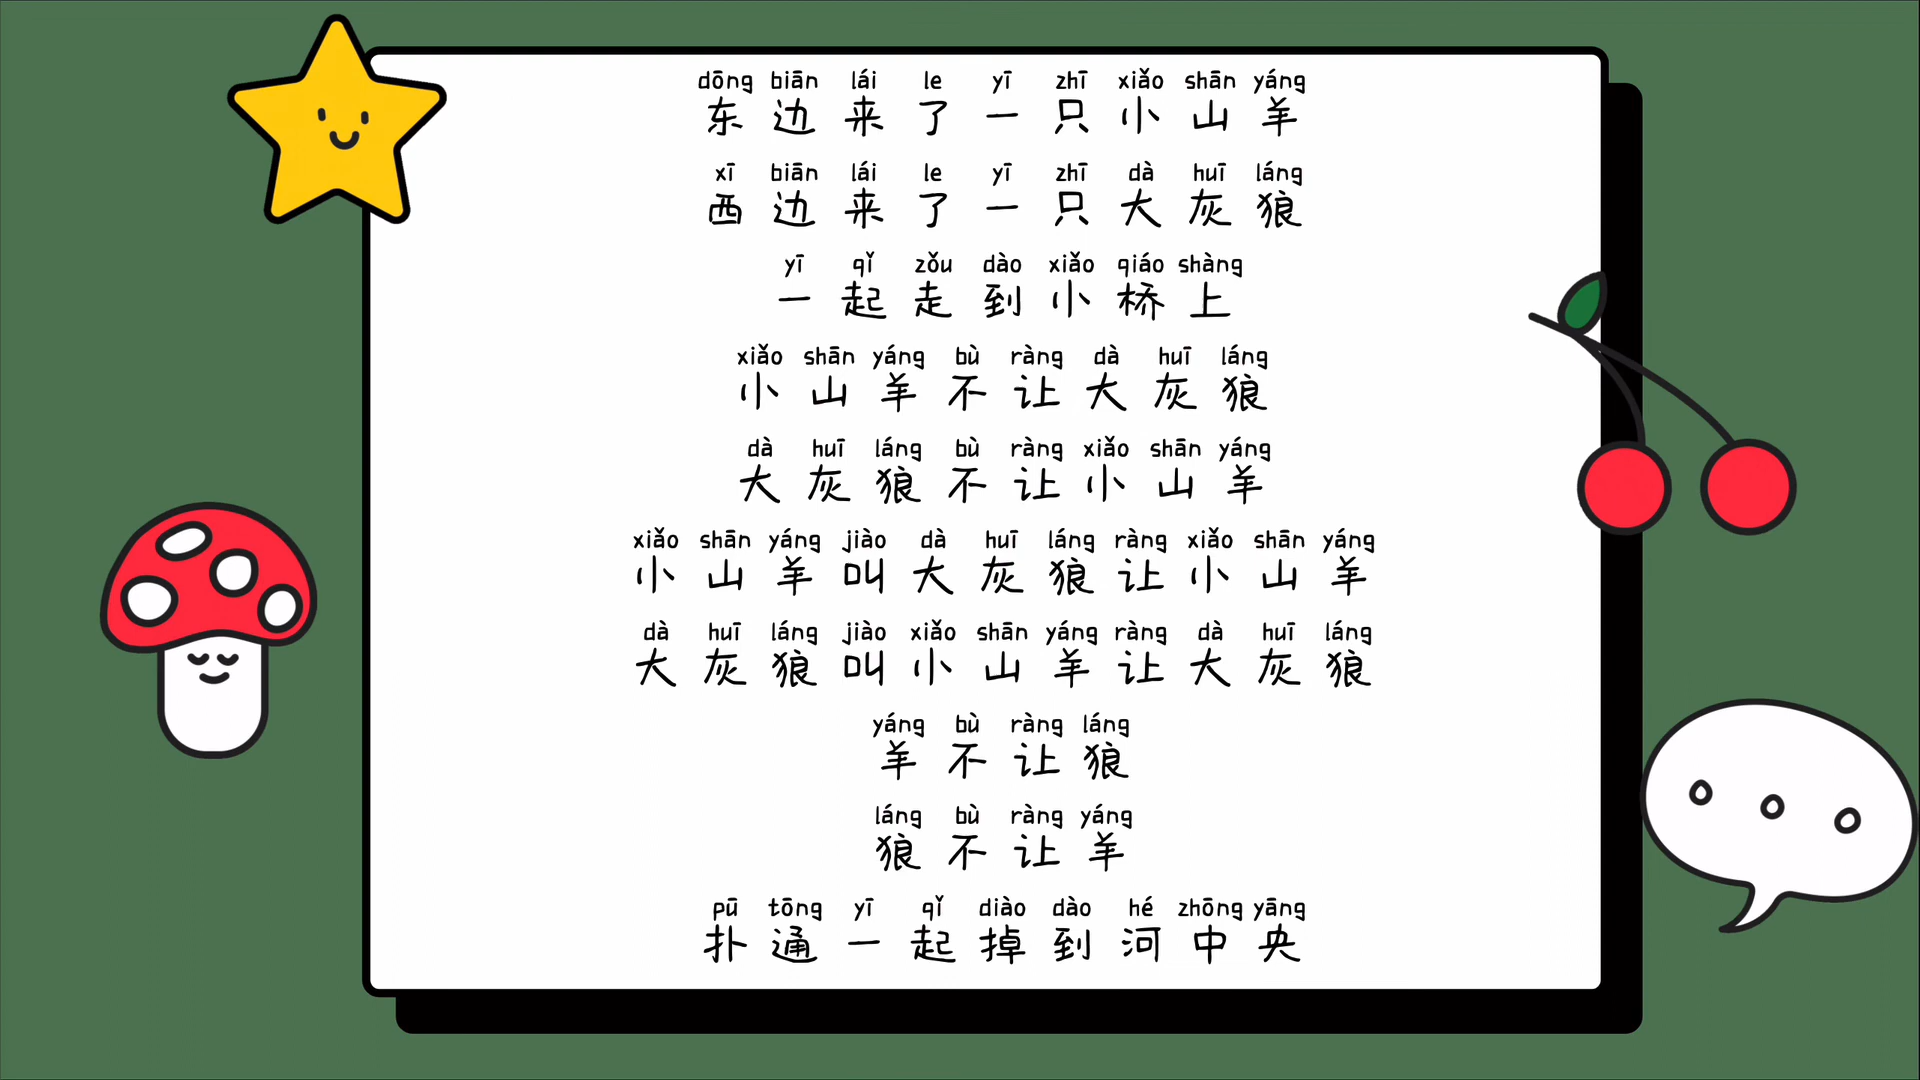 dōng biān lái le yī zhī xiǎo shān yáng
东边来了一只小山羊
xī biān lái le yī zhī dà huī láng
西边来了一只大灰狼
yī qǐ zǒu dào xiǎo qiáo shàng
一起走到小桥上
xiǎo shān yáng bù ràng dà huī láng
小山羊不让大灰狼
dà huī láng bù ràng xiǎo shān yáng
大灰狼不让小山羊
xiǎo shān yáng jiào dà huī láng ràng xiǎo shān yáng
小山羊叫大灰狼让小山羊
dà huī láng jiào xiǎo shān yáng ràng dà huī láng
大灰狼叫小山羊让大灰狼
yáng bù ràng láng
羊不让狼
láng bù ràng yáng
狼不让羊
pū tōng yī qǐ diào dào hé zhōng yāng
扑通一起掉到河中央